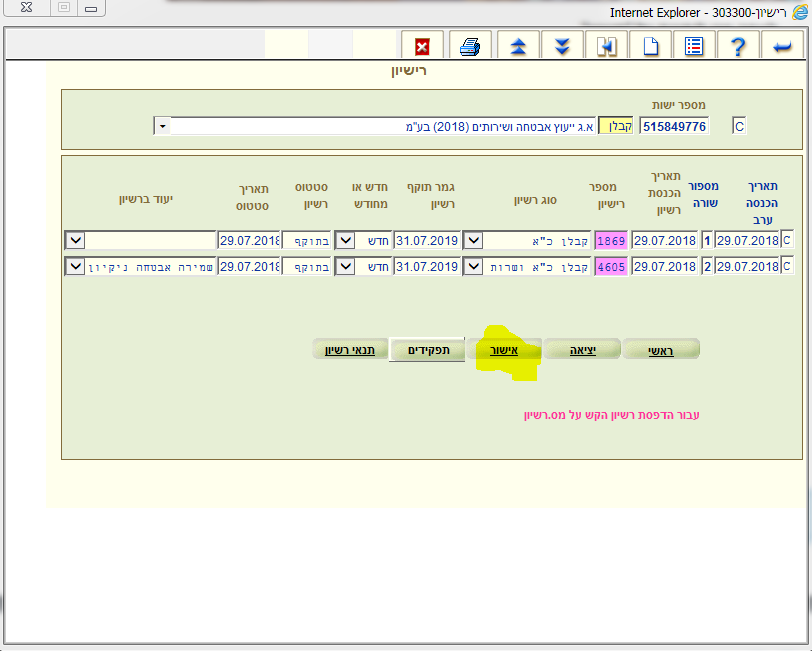 רישיון-303300 - Internet Explorer
רישיון
מספר ישות
C 515849776 קבלן א.ג ייעוץ אבטחה ושירותים (2018) בע"מ
תאריך הכנסה ערב מספור שורה תאריך הכנסת רשיון מספר רישיון סוג רשיון גמר תוקף רשיון חדש או מחודש סטטוס רשיון תאריך סטטוס יעוד ברשיון
C 29.07.2018 1 29.07.2018 1869 קבלן כ"א 31.07.2019 חדש בתוקף 29.07.2018
C 29.07.2018 2 29.07.2018 4605 קבלן כ"א ושרות 31.07.2019 חדש בתוקף 29.07.2018 שמירה אבטחה ניקיון
ראשי יציאה אישור תפקידים תנאי רשיון
עבור הדפסת רשיון הקש על מס.רשיון